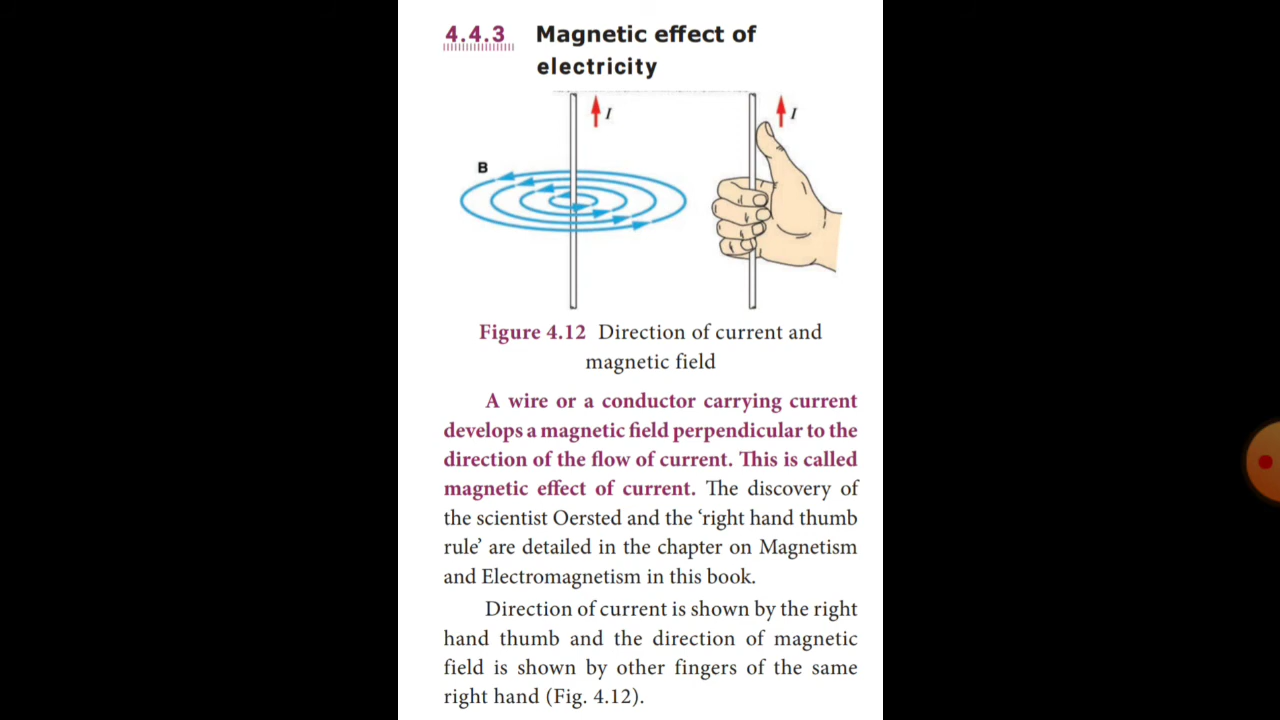 4.4.3 Magnetic effect of
electricity
I
I
B
Figure 4.12 Direction of current and
magnetic field
A wire or a conductor carrying current
develops a magnetic field perpendicular to the
direction of the flow of current. This is called
magnetic effect of current. The discovery of
the scientist Oersted and the ‘right hand thumb
rule’ are detailed in the chapter on Magnetism
and Electromagnetism in this book.
Direction of current is shown by the right
hand thumb and the direction of magnetic
field is shown by other fingers of the same
right hand (Fig. 4.12).